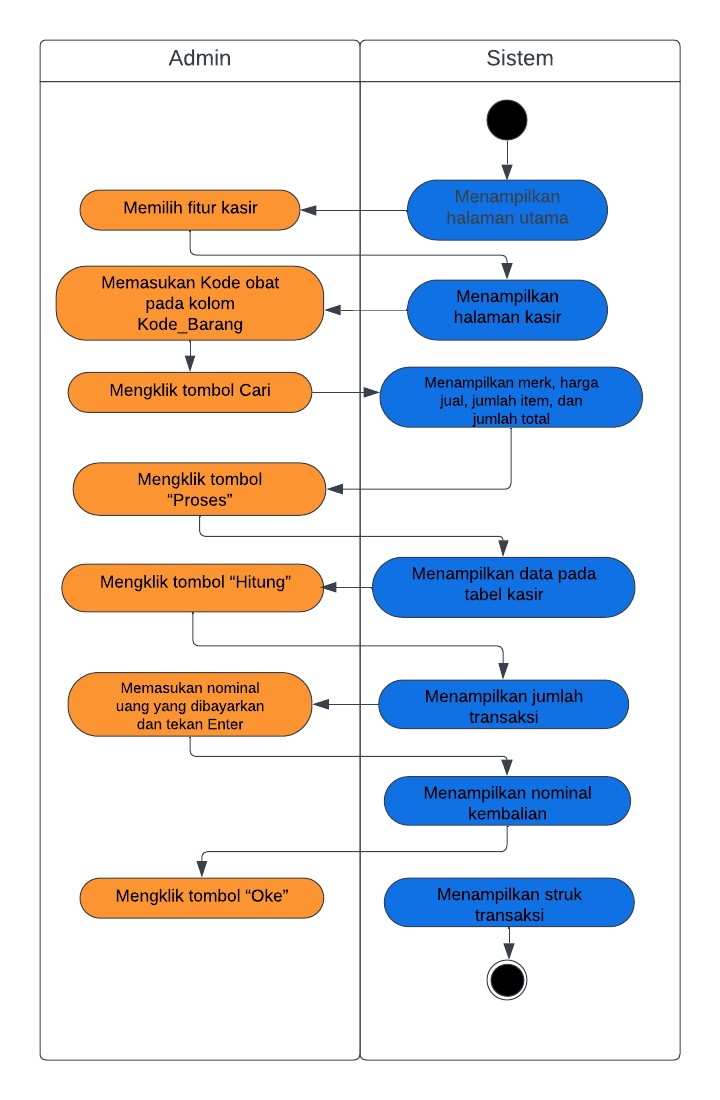 Admin
Sistem
Menampilkan
halaman utama
Memilih fitur kasir
Menampilkan
halaman kasir
Memasukan Kode obat
pada kolom
Kode_Barang
Mengklik tombol Cari
Menampilkan merk, harga
jual, jumlah item, dan
jumlah total
Mengklik tombol
“Proses”
Menampilkan data pada
tabel kasir
Mengklik tombol “Hitung”
Menampilkan jumlah
transaksi
Memasukan nominal
uang yang dibayarkan
dan tekan Enter
Menampilkan nominal
kembalian
Mengklik tombol “Oke”
Menampilkan struk
transaksi